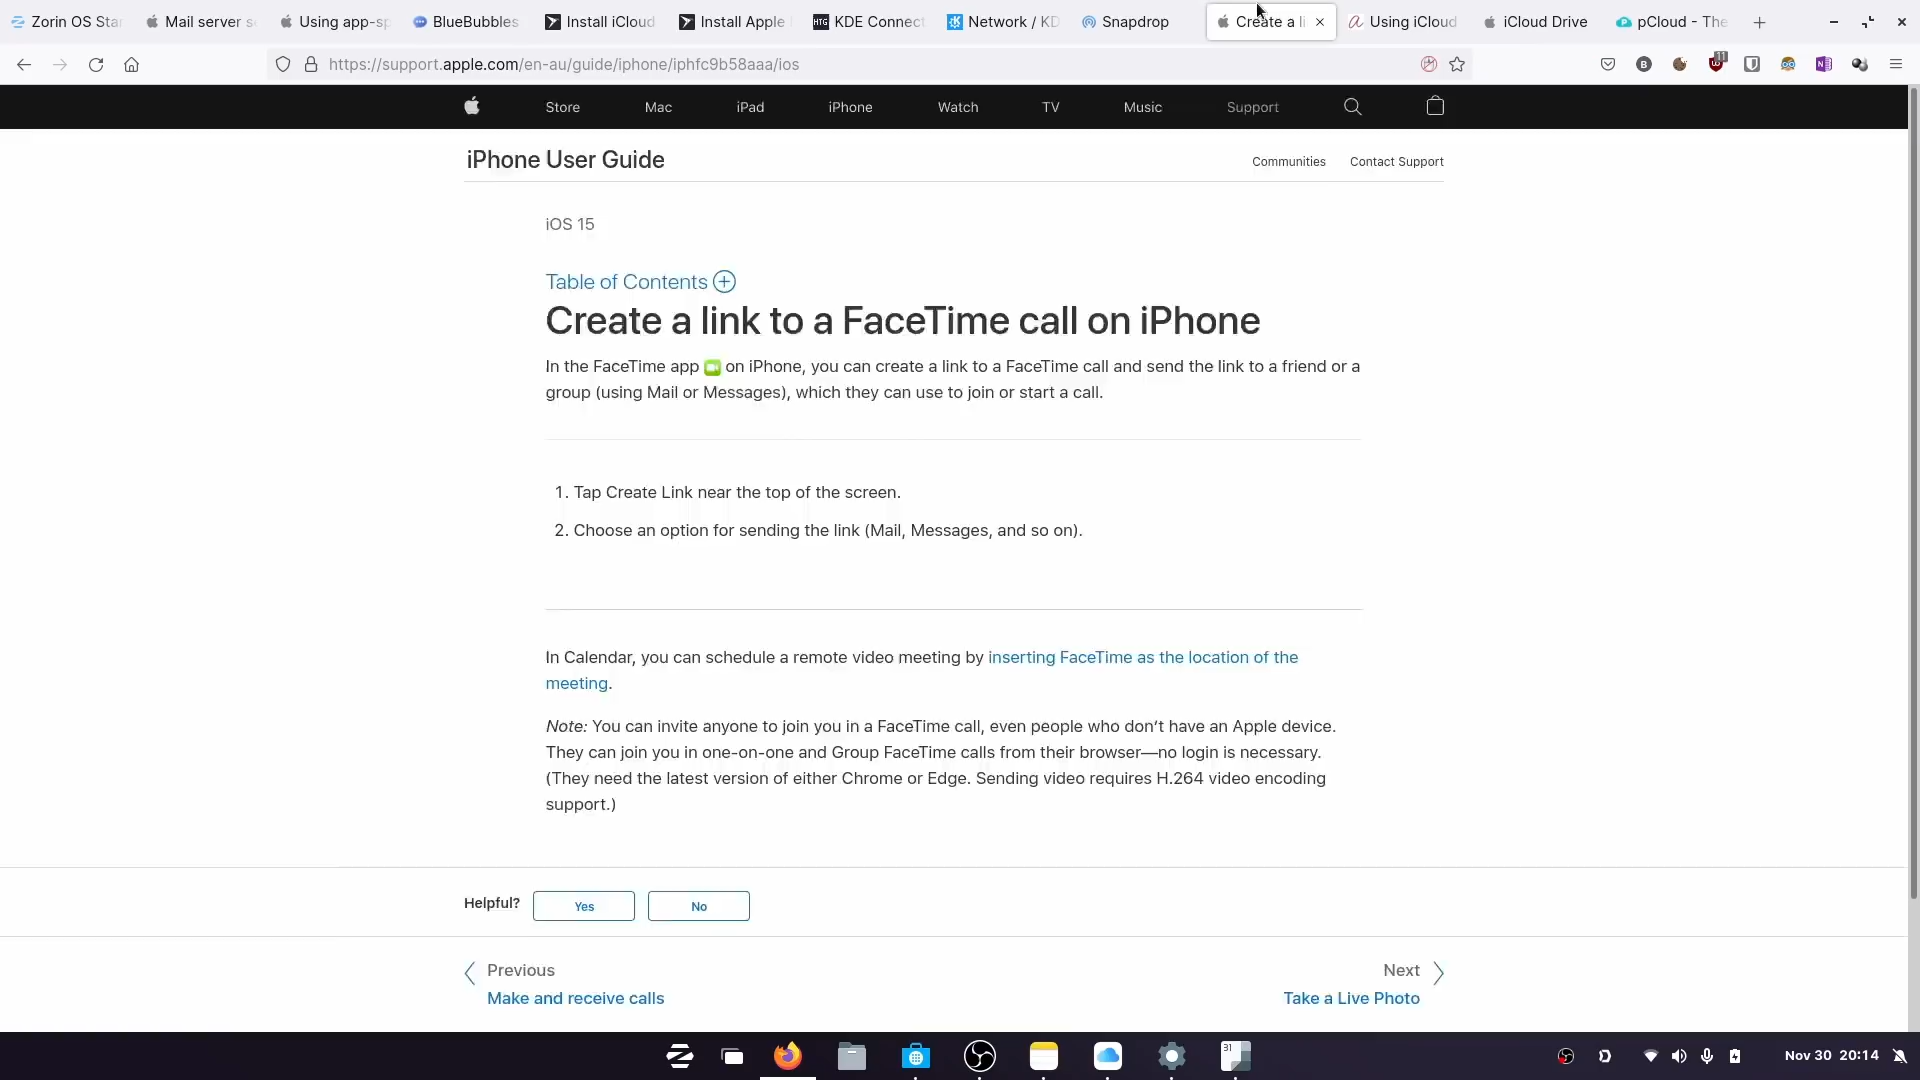 Zorin OS Sta
Mail server s
Using app-sp
BlueBubbles
Install iCloud
Install Apple
HTG
KDE Connect
Network / KD
Snapdrop
Create a li
Using iCloud
iCloud Drive
pCloud - The
https://support.apple.com/en-au/guide/iphone/iphfc9b58aaa/ios
11
Store
Mac
iPad
iPhone
Watch
TV
Music
Support
iPhone User Guide
Communities
Contact Support
iOS 15
Table of Contents
Create a link to a FaceTime call on iPhone
In the FaceTime app on iPhone, you can create a link to a FaceTime call and send the link to a friend or a
group (using Mail or Messages), which they can use to join or start a call.
1. Tap Create Link near the top of the screen.
2. Choose an option for sending the link (Mail, Messages, and so on).
In Calendar, you can schedule a remote video meeting by inserting FaceTime as the location of the
meeting.
Note: You can invite anyone to join you in a FaceTime call, even people who don't have an Apple device.
They can join you in one-on-one and Group FaceTime calls from their browser—no login is necessary.
(They need the latest version of either Chrome or Edge. Sending video requires H.264 video encoding
support.)
Helpful?
Yes
No
Previous
Make and receive calls
Next
Take a Live Photo
31
Nov 30 20:14